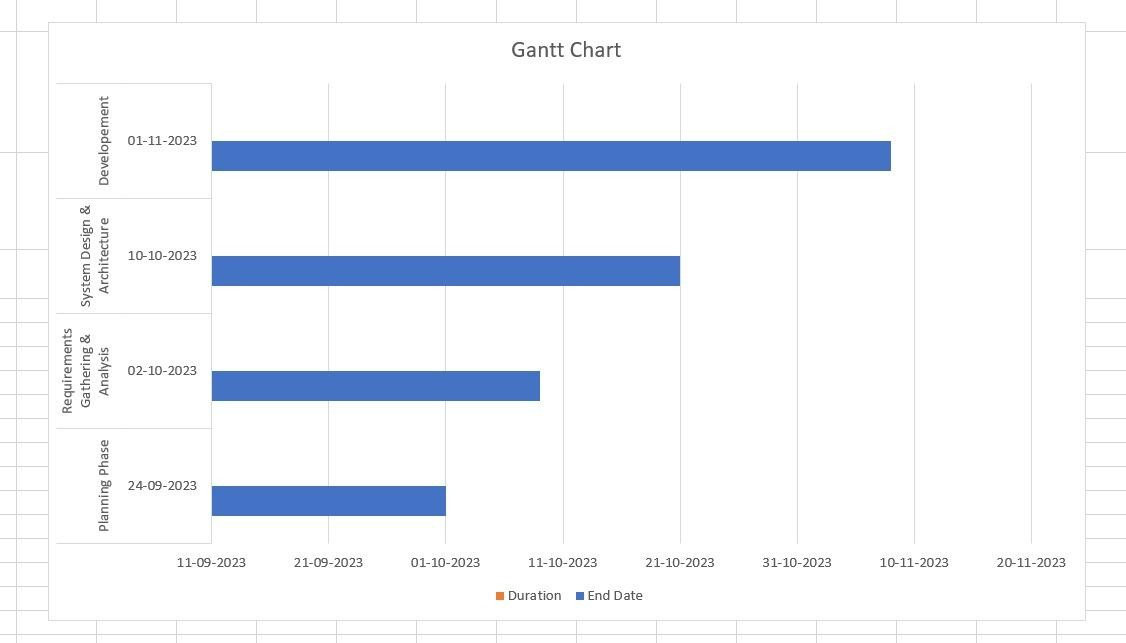 Gantt Chart
Developement
01-11-2023
System Design &
Architecture
10-10-2023
Requirements
Gathering &
Analysis
02-10-2023
Planning Phase
24-09-2023
11-09-2023 21-09-2023 01-10-2023 11-10-2023 21-10-2023 31-10-2023 10-11-2023 20-11-2023
Duration End Date